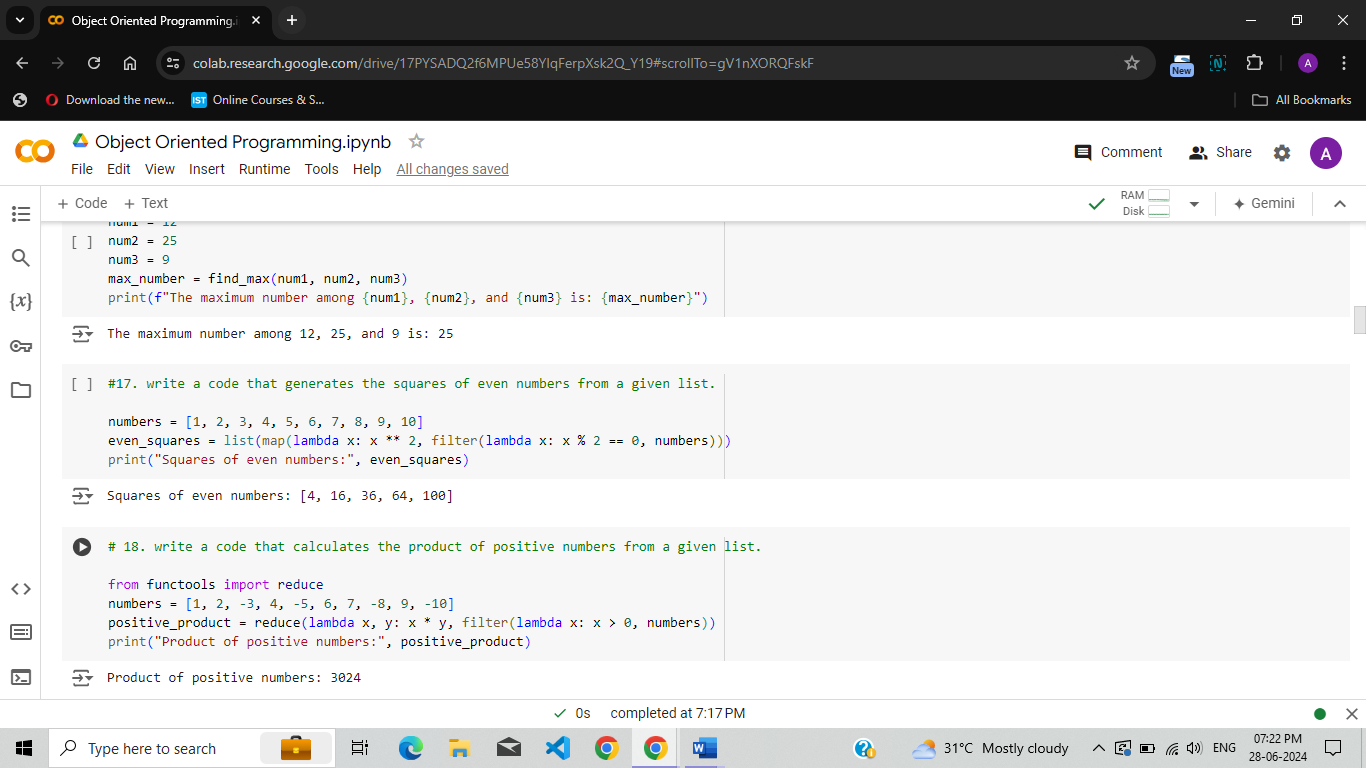 Object Oriented Programming.i
colab.research.google.com/drive/17PYSADQ2f6MPUe58YIqFerpXsk2Q_Y19#scrollTo=gV1nXORQFskF
New
A
Download the new...
IST
Online Courses & S...
All Bookmarks
Object Oriented Programming.ipynb
File Edit View Insert Runtime Tools Help All changes saved
Comment
Share
A
+ Code + Text
RAM
Disk
Gemini
num1 = 12
[ ] num2 = 25
num3 = 9
max_number = find_max(num1, num2, num3)
print(f"The maximum number among {num1}, {num2}, and {num3} is: {max_number}")
The maximum number among 12, 25, and 9 is: 25
[ ] #17. write a code that generates the squares of even numbers from a given list.
numbers = [1, 2, 3, 4, 5, 6, 7, 8, 9, 10]
even_squares = list(map(lambda x: x ** 2, filter(lambda x: x % 2 == 0, numbers)))
print("Squares of even numbers:", even_squares)
Squares of even numbers: [4, 16, 36, 64, 100]
# 18. write a code that calculates the product of positive numbers from a given list.
from functools import reduce
numbers = [1, 2, -3, 4, -5, 6, 7, -8, 9, -10]
positive_product = reduce(lambda x, y: x * y, filter(lambda x: x > 0, numbers))
print("Product of positive numbers:", positive_product)
Product of positive numbers: 3024
{x}
0s completed at 7:17 PM
Type here to search
31°C Mostly cloudy
ENG
07:22 PM
28-06-2024